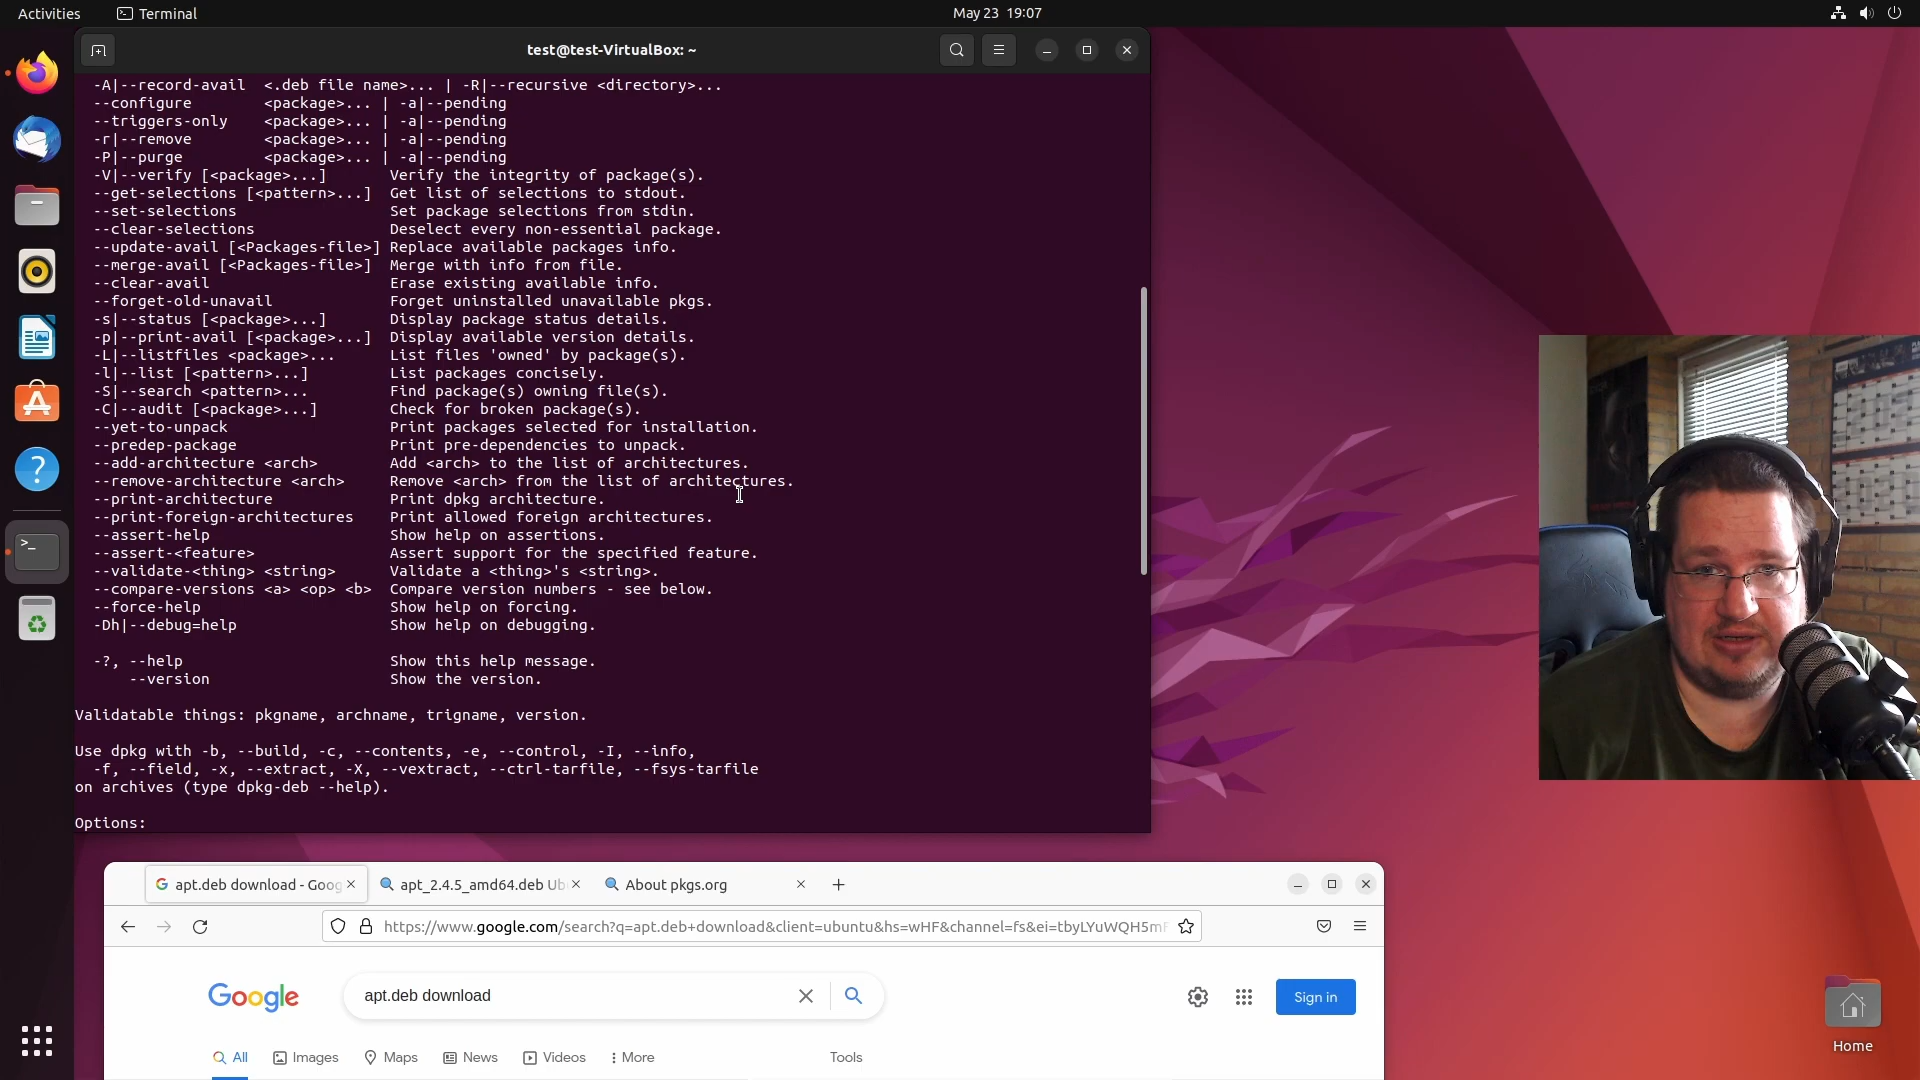 Activities
Terminal
May 23 19:07
test@test-VirtualBox: ~
-A|--record-avail <.deb file name>... | -R|--recursive <directory>...
--configure <package>... | -a|--pending
--triggers-only <package>... | -a|--pending
-r|--remove <package>... | -a|--pending
-P|--purge <package>... | -a|--pending
-V|--verify [<package>...] Verify the integrity of package(s).
--get-selections [<pattern>...] Get list of selections to stdout.
--set-selections Set package selections from stdin.
--clear-selections Deselect every non-essential package.
--update-avail [<Packages-file>] Replace available packages info.
--merge-avail [<Packages-file>] Merge with info from file.
--clear-avail Erase existing available info.
--forget-old-unavail Forget uninstalled unavailable pkgs.
-s|--status [<package>...] Display package status details.
-p|--print-avail [<package>...] Display available version details.
-L|--listfiles <package>... List files 'owned' by package(s).
-l|--list [<pattern>...] List packages concisely.
-S|--search <pattern>... Find package(s) owning file(s).
-C|--audit [<package>...] Check for broken package(s).
--yet-to-unpack Print packages selected for installation.
--predep-package Print pre-dependencies to unpack.
--add-architecture <arch> Add <arch> to the list of architectures.
--remove-architecture <arch> Remove <arch> from the list of architectures.
--print-architecture Print dpkg architecture.
--print-foreign-architectures Print allowed foreign architectures.
--assert-help Show help on assertions.
--assert-<feature> Assert support for the specified feature.
--validate-<thing> <string> Validate a <thing>'s <string>.
--compare-versions <a> <op> <b> Compare version numbers - see below.
--force-help Show help on forcing.
-Dh|--debug=help Show help on debugging.
-?, --help Show this help message.
--version Show the version.
Validatable things: pkgname, archname, trigname, version.
Use dpkg with -b, --build, -c, --contents, -e, --control, -I, --info,
-f, --field, -x, --extract, -X, --vextract, --ctrl-tarfile, --fsys-tarfile
on archives (type dpkg-deb --help).
Options:
apt.deb download - Goog
apt_2.4.5_amd64.deb Ub
About pkgs.org
https://www.google.com/search?q=apt.deb+download&client=ubuntu&hs=wHF&channel=fs&ei=tbyLYuWQH5m
Google
apt.deb download
Sign in
All Images Maps News Videos More Tools
Home